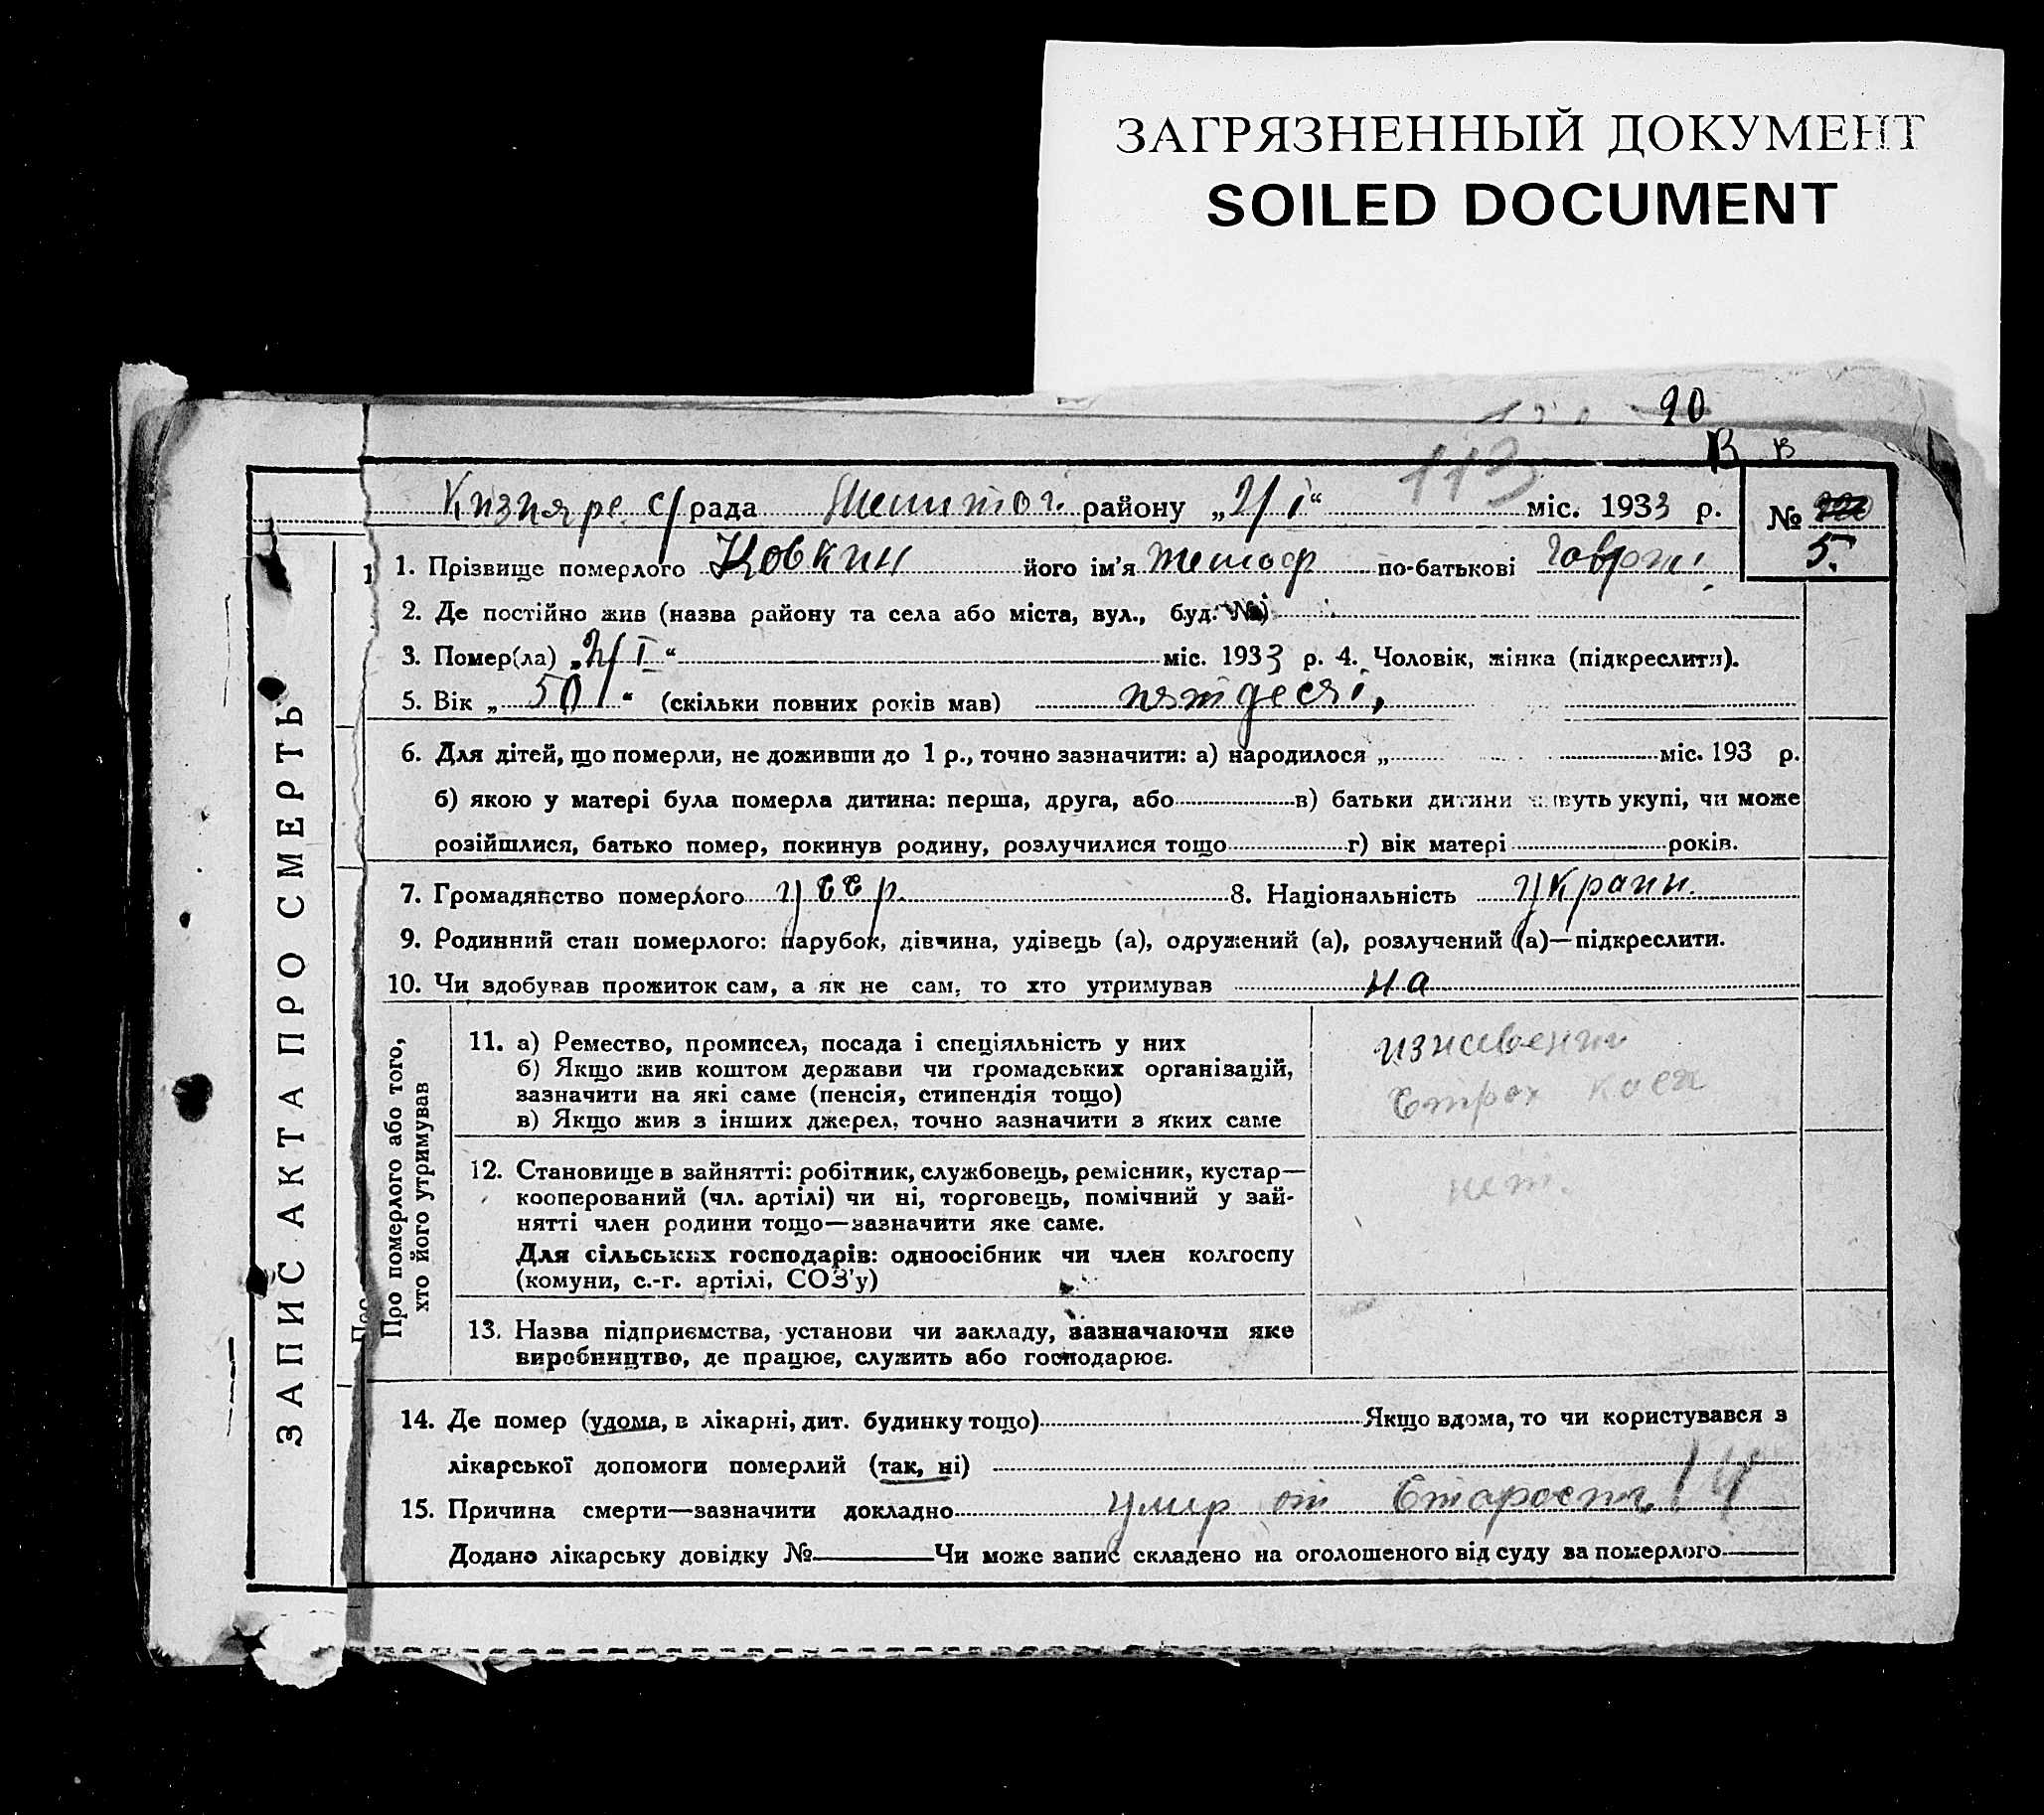 ЗАГРЯЗНЕННЫЙ ДОКУМЕНТ
SOILED DOCUMENT
90
В в
113
с/рада району „2/І“ міс. 1933 р. №
5.
1. Прізвище померлого його ім'я по-батькові
2. Де постійно жив (назва району та села або міста, вул., буд. №)
3. Помер(ла) „2/І“ міс. 1933 р. 4. Чоловік, жінка (підкреслити).
5. Вік „50“ (скільки повних років мав)
6. Для дітей, що померли, не доживши до 1 р., точно зазначити: а) народилося „ міс. 193 р.
б) якою у матері була померла дитина: перша, друга, або в) батьки дитини живуть укупі, чи може
розійшлися, батько помер, покинув родину, розлучилися тощо г) вік матері років.
7. Громадянство померлого усср. 8. Національність украин.
9. Родинний стан померлого: парубок, дівчина, удівець (а), одружений (а), розлучений (а)—підкреслити.
10. Чи здобував прожиток сам, а як не сам, то хто утримував на
ЗАПИС АКТА ПРО СМЕРТЬ
Про померлого або того,
хто його утримував
11. а) Ремество, промисел, посада і спеціяльність у них
б) Якщо жив коштом держави чи громадських організацій,
зазначити на які саме (пенсія, стипендія тощо)
в) Якщо жив з інших джерел, точно зазначити з яких саме
12. Становище в зайнятті: робітник, службовець, ремісник, кустар—
кооперований (чл. артілі) чи ні, торговець, помічний у зай-
нятті член родини тощо—зазначити яке саме.
Для сільських господарів: одноосібник чи член колгоспу
(комуни, с.-г. артілі, СОЗ'у)
нет.
13. Назва підприємства, установи чи закладу, зазначаючи яке
виробництво, де працює, служить або господарює.
14. Де помер (удома, в лікарні, дит. будинку тощо) Якщо вдома, то чи користувався з
лікарської допомоги померлий (так, ні)
15. Причина смерти—зазначити докладно умир от Старости 14
Додано лікарську довідку № Чи може запис складено на оголошеного від суду за померлого